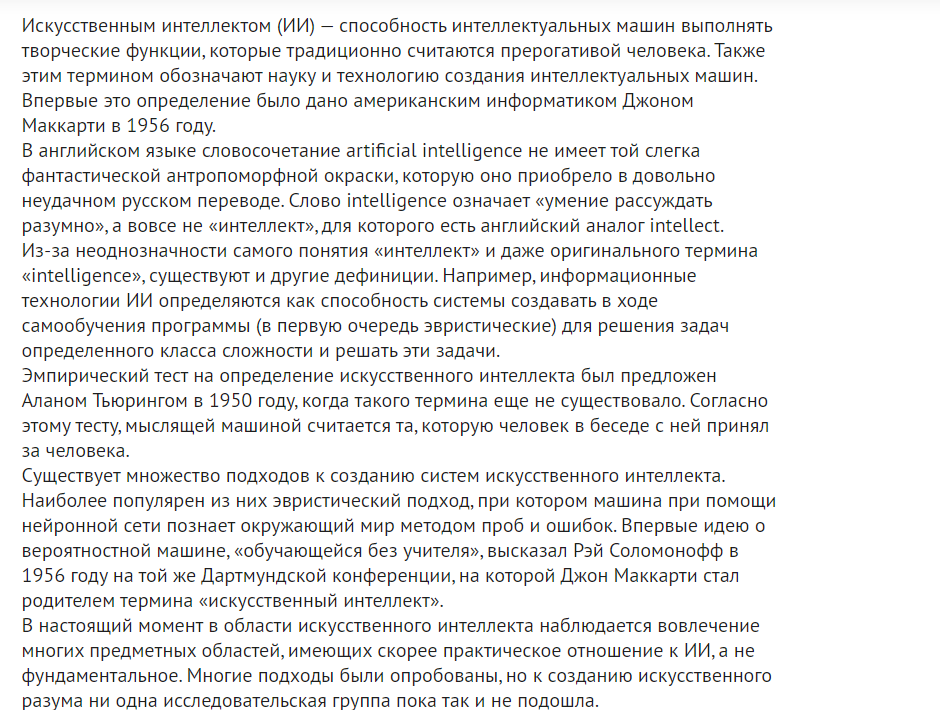 Искусственным интеллектом (ИИ) — способность интеллектуальных машин выполнять
творческие функции, которые традиционно считаются прерогативой человека. Также
этим термином обозначают науку и технологию создания интеллектуальных машин.
Впервые это определение было дано американским информатиком Джоном
Маккарти в 1956 году.
В английском языке словосочетание artificial intelligence не имеет той слегка
фантастической антропоморфной окраски, которую оно приобрело в довольно
неудачном русском переводе. Слово intelligence означает «умение рассуждать
разумно», а вовсе не «интеллект», для которого есть английский аналог intellect.
Из-за неоднозначности самого понятия «интеллект» и даже оригинального термина
«intelligence», существуют и другие дефиниции. Например, информационные
технологии ИИ определяются как способность системы создавать в ходе
самообучения программы (в первую очередь эвристические) для решения задач
определенного класса сложности и решать эти задачи.
Эмпирический тест на определение искусственного интеллекта был предложен
Аланом Тьюрингом в 1950 году, когда такого термина еще не существовало. Согласно
этому тесту, мыслящей машиной считается та, которую человек в беседе с ней принял
за человека.
Существует множество подходов к созданию систем искусственного интеллекта.
Наиболее популярен из них эвристический подход, при котором машина при помощи
нейронной сети познает окружающий мир методом проб и ошибок. Впервые идею о
вероятностной машине, «обучающейся без учителя», высказал Рэй Соломонофф в
1956 году на той же Дартмундской конференции, на которой Джон Маккарти стал
родителем термина «искусственный интеллект».
В настоящий момент в области искусственного интеллекта наблюдается вовлечение
многих предметных областей, имеющих скорее практическое отношение к ИИ, а не
фундаментальное. Многие подходы были опробованы, но к созданию искусственного
разума ни одна исследовательская группа пока так и не подошла.